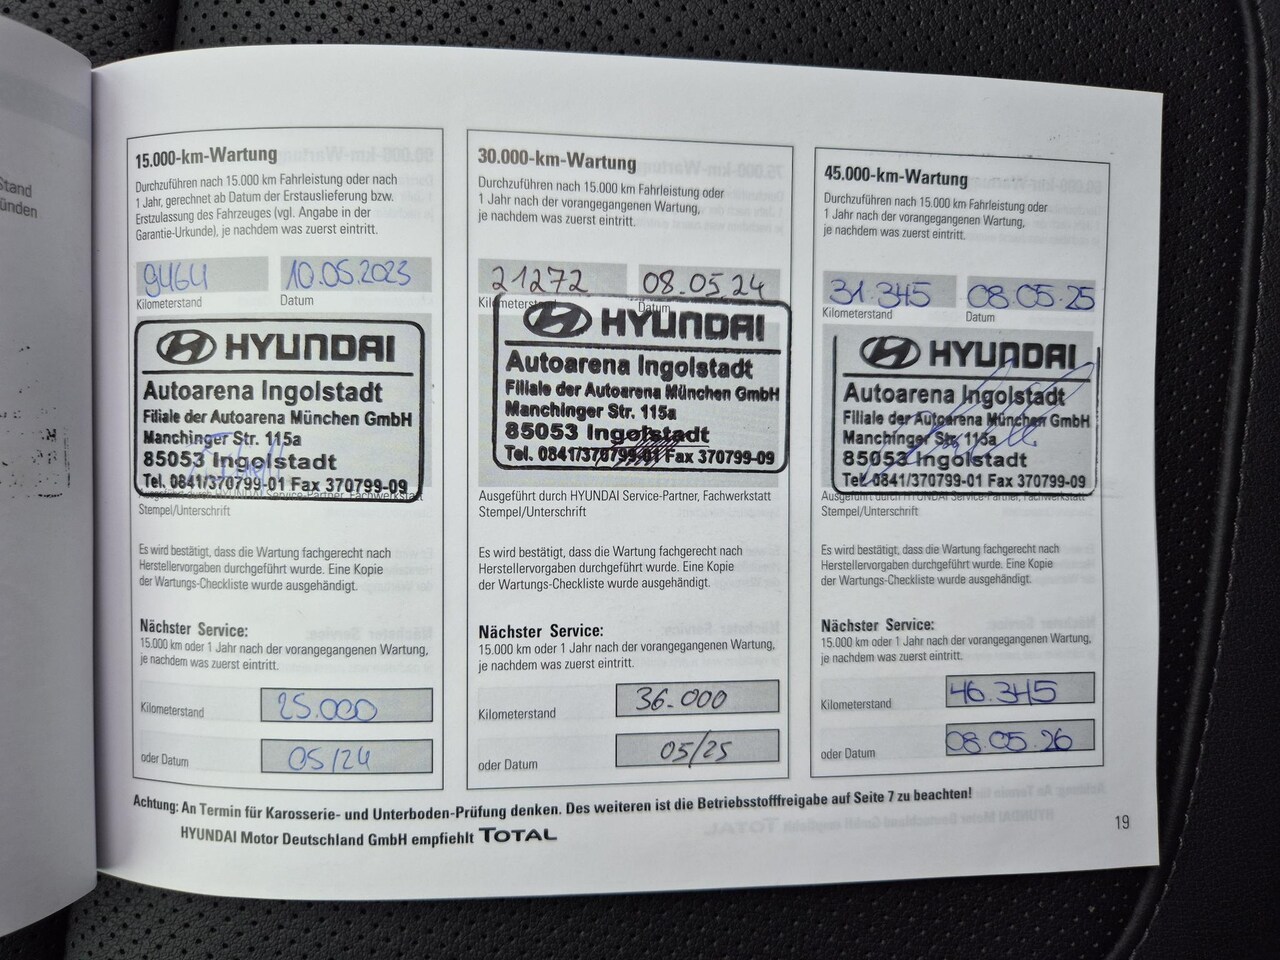 Stand
ünden
15.000-km-Wartung
Durchzuführen nach 15.000 km Fahrleistung oder nach
1 Jahr, gerechnet ab Datum der Erstauslieferung bzw.
Erstzulassung des Fahrzeuges (vgl. Angabe in der
Garantie-Urkunde), je nachdem was zuerst eintritt.
9464
10.05.2023
Kilometerstand
Datum
HYUNDAI
Autoarena Ingolstadt
Filiale der Autoarena München GmbH
Manchinger Str. 115a
85053 Ingolstadt
Tel. 0841/370799-01 Fax 370799-09
Stempel/Unterschrift
Es wird bestätigt, dass die Wartung fachgerecht nach
Herstellervorgaben durchgeführt wurde. Eine Kopie
der Wartungs-Checkliste wurde ausgehändigt.
Nächster Service:
15.000 km oder 1 Jahr nach der vorangegangenen Wartung,
je nachdem was zuerst eintritt.
Kilometerstand
25.000
oder Datum
05/24
30.000-km-Wartung
Durchzuführen nach 15.000 km Fahrleistung oder
1 Jahr nach der vorangegangenen Wartung,
je nachdem was zuerst eintritt.
21272
08.05.24
Kilometerstand
Datum
HYUNDAI
Autoarena Ingolstadt
Filiale der Autoarena München GmbH
Manchinger Str. 115a
85053 Ingolstadt
Tel. 0841/370799-01 Fax 370799-09
Ausgeführt durch HYUNDAI Service-Partner, Fachwerkstatt
Stempel/Unterschrift
Es wird bestätigt, dass die Wartung fachgerecht nach
Herstellervorgaben durchgeführt wurde. Eine Kopie
der Wartungs-Checkliste wurde ausgehändigt.
Nächster Service:
15.000 km oder 1 Jahr nach der vorangegangenen Wartung,
je nachdem was zuerst eintritt.
Kilometerstand
36.000
oder Datum
05/25
45.000-km-Wartung
Durchzuführen nach 15.000 km Fahrleistung oder
1 Jahr nach der vorangegangenen Wartung,
je nachdem was zuerst eintritt.
31.345
08.05.25
Kilometerstand
Datum
HYUNDAI
Autoarena Ingolstadt
Filiale der Autoarena München GmbH
Manchinger Str. 115a
85053 Ingolstadt
Tel. 0841/370799-01 Fax 370799-09
Ausgeführt durch HYUNDAI Service-Partner, Fachwerkstatt
Stempel/Unterschrift
Es wird bestätigt, dass die Wartung fachgerecht nach
Herstellervorgaben durchgeführt wurde. Eine Kopie
der Wartungs-Checkliste wurde ausgehändigt.
Nächster Service:
15.000 km oder 1 Jahr nach der vorangegangenen Wartung,
je nachdem was zuerst eintritt.
Kilometerstand
46.345
oder Datum
08.05.26
Achtung: An Termin für Karosserie- und Unterboden-Prüfung denken. Des weiteren ist die Betriebsstofffreigabe auf Seite 7 zu beachten!
HYUNDAI Motor Deutschland GmbH empfiehlt TOTAL
19